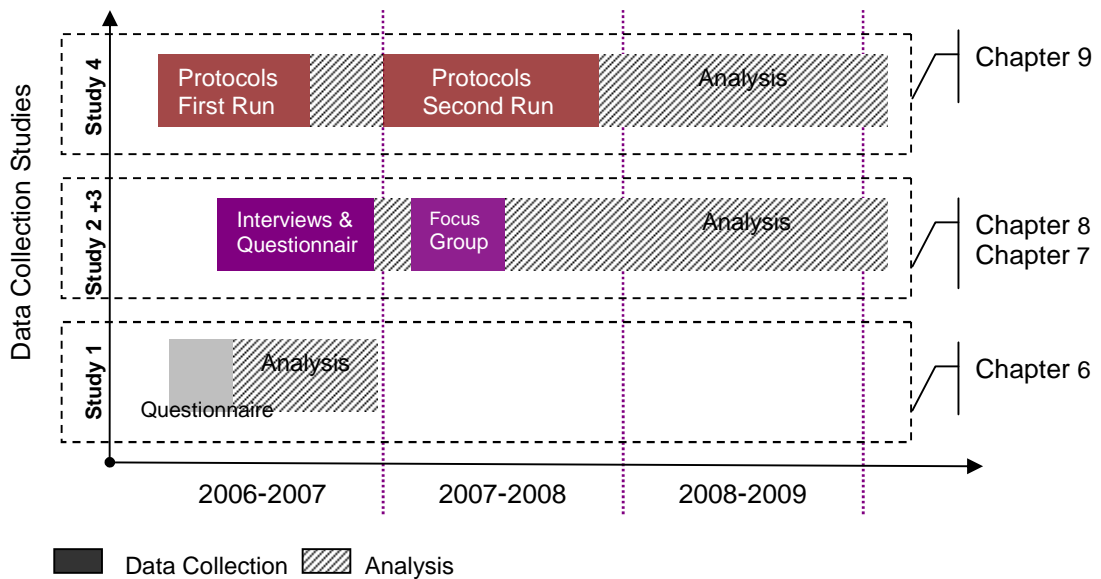 Data Collection Studies
Study 4
Protocols
First Run
Protocols
Second Run
Analysis
Chapter 9
Study 2 +3
Interviews &
Questionnair
Focus
Group
Analysis
Chapter 8
Chapter 7
Study 1
Questionnaire
Analysis
Chapter 6
2006-2007
2007-2008
2008-2009
Data Collection
Analysis